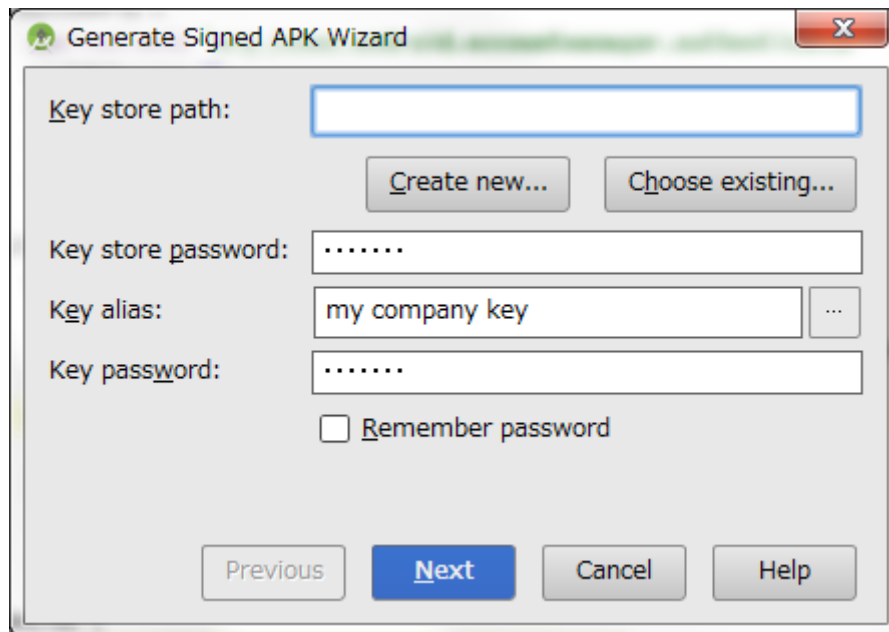 Generate Signed APK Wizard
Key store path:
Create new... Choose existing...
Key store password: •••••••
Key alias: my company key ...
Key password: •••••••
Remember password
Previous Next Cancel Help